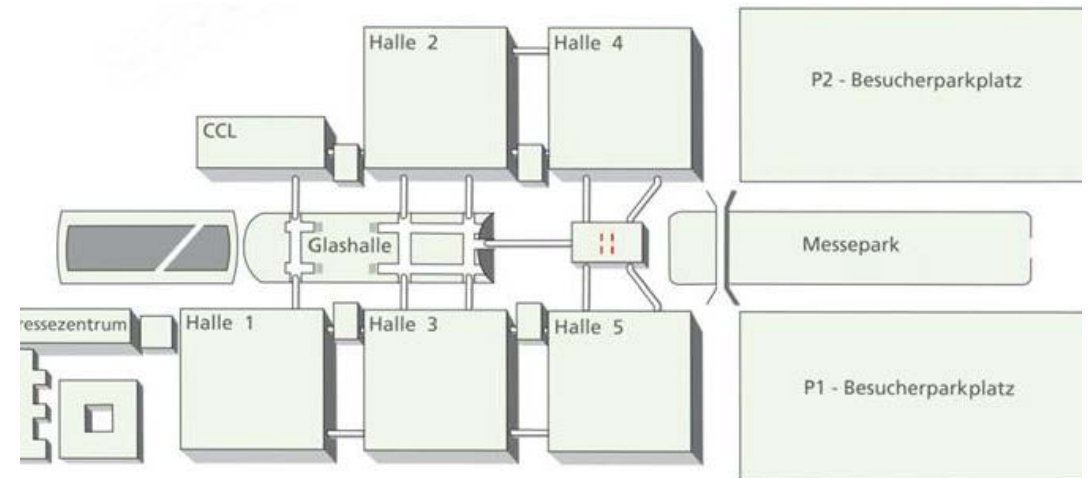 Halle 2
Halle 4
P2 - Besucherparkplatz
CCL
Glashalle
Messepark
ressezentrum
Halle 1
Halle 3
Halle 5
P1 - Besucherparkplatz